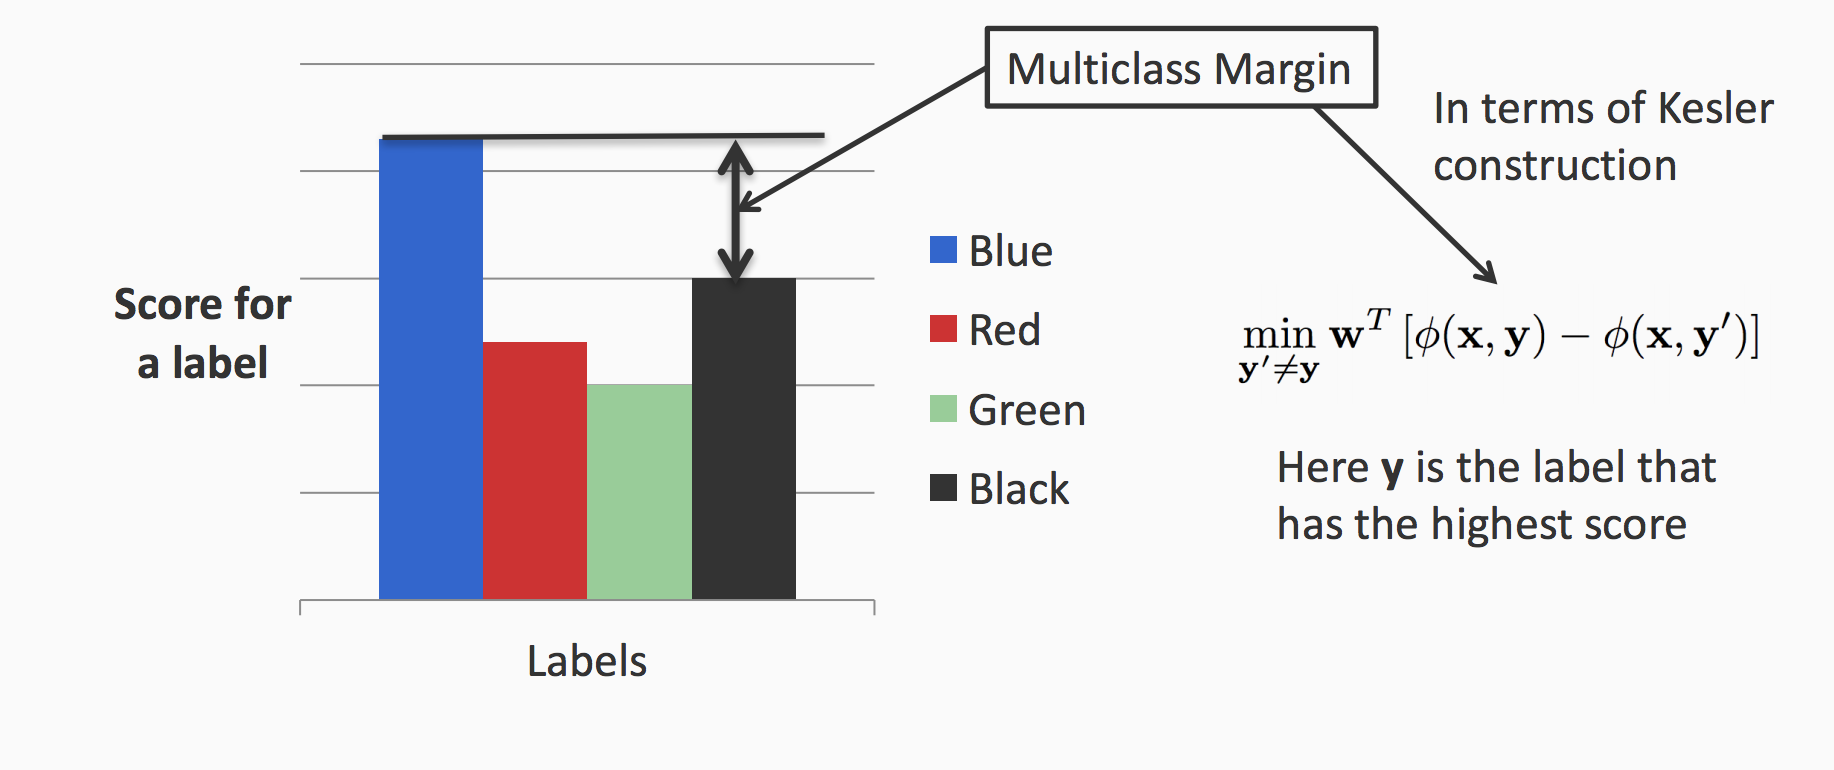 Multiclass Margin
In terms of Kesler
construction
Score for
a label
Blue
Red
Green
Black
min w^T [ϕ(x, y) − ϕ(x, y′)]
y′≠y
Here y is the label that
has the highest score
Labels